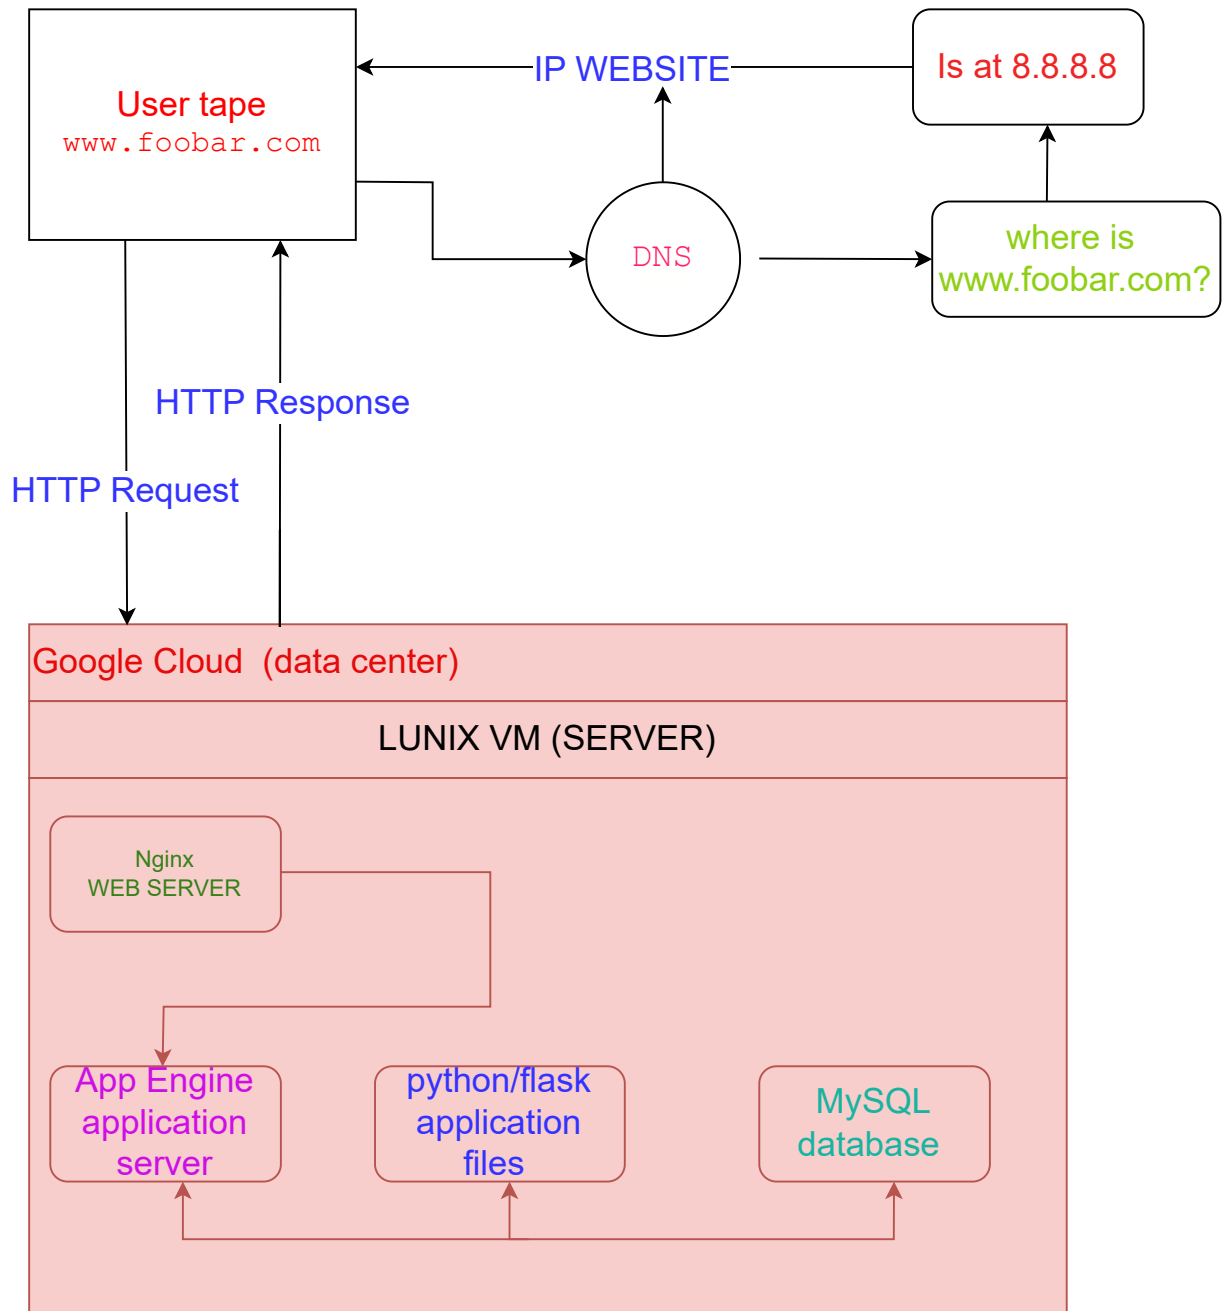 User tape
www.foobar.com
IP WEBSITE
Is at 8.8.8.8
DNS
where is
www.foobar.com?
HTTP Response
HTTP Request
Google Cloud  (data center)
LUNIX VM (SERVER)
Nginx
WEB SERVER
App Engine
application
server
python/flask
application
files
MySQL
database